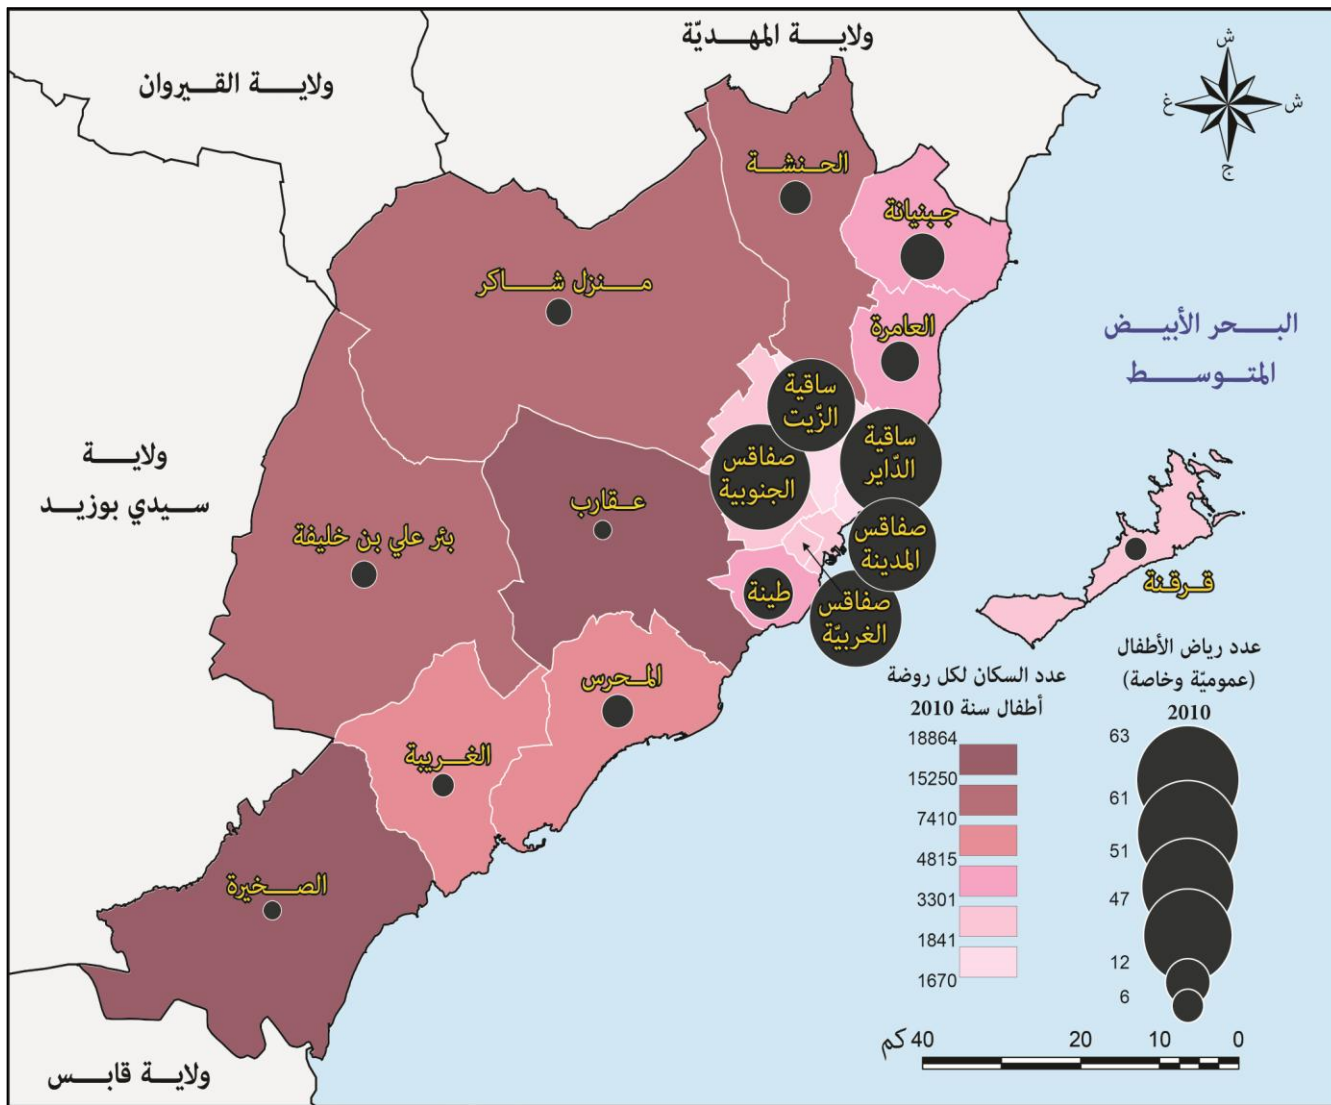 ولاية المهديّة
ولاية القيروان
ش
غ
ش
ج
الحنشة
جبنيانة
منزل شاكر
العامرة
البحر الأبيض
المتوسط
ساقية
الزّيت
ساقية
الدّاير
صفاقس
الجنوبية
ولاية
سيدي بوزيد
عقارب
بئر علي بن خليفة
صفاقس
المدينة
قرقنة
طينة
صفاقس
الغربيّة
المحرس
الغريبة
الصخيرة
ولاية قابس
عدد السكان لكل روضة
أطفال سنة 2010
18864
15250
7410
4815
3301
1841
1670
عدد رياض الأطفال
(عموميّة وخاصة)
2010
63
61
51
47
12
6
كم 40 20 10 0